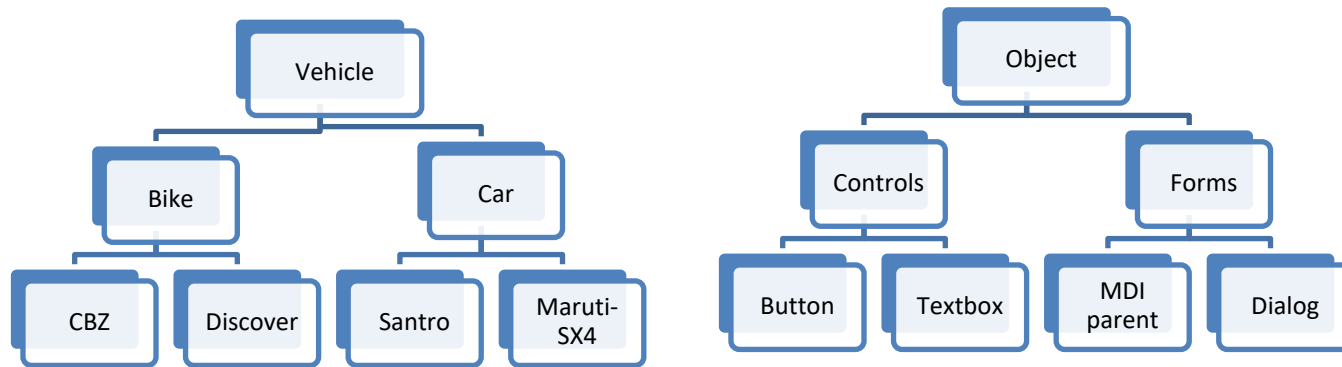 Vehicle
Bike
Car
CBZ
Discover
Santro
Maruti-
SX4
Object
Controls
Forms
Button
Textbox
MDI
parent
Dialog